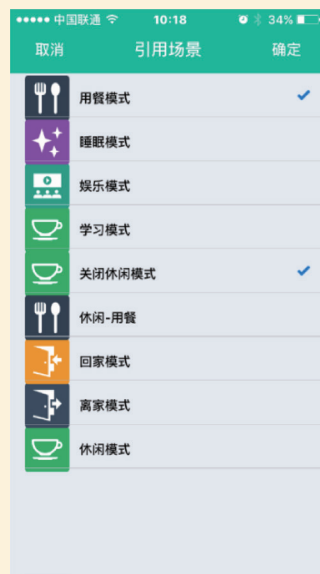 中国联通 10:18 34%
取消 引用场景 确定
用餐模式
睡眠模式
娱乐模式
学习模式
关闭休闲模式
休闲-用餐
回家模式
离家模式
休闲模式